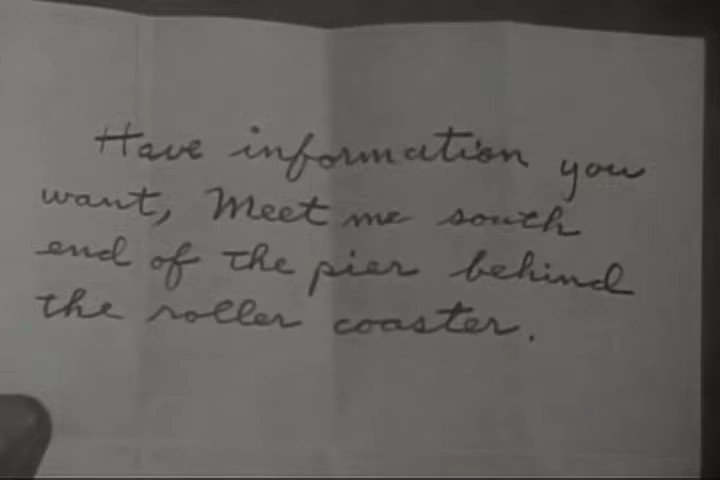 Have information you
want, Meet me south
end of the pier behind
the roller coaster.